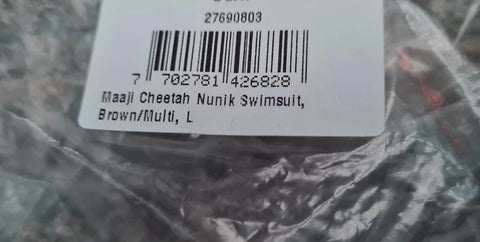 27690803
7 702781 426828
Maaji Cheetah Nunik Swimsuit,
Brown/Multi, L